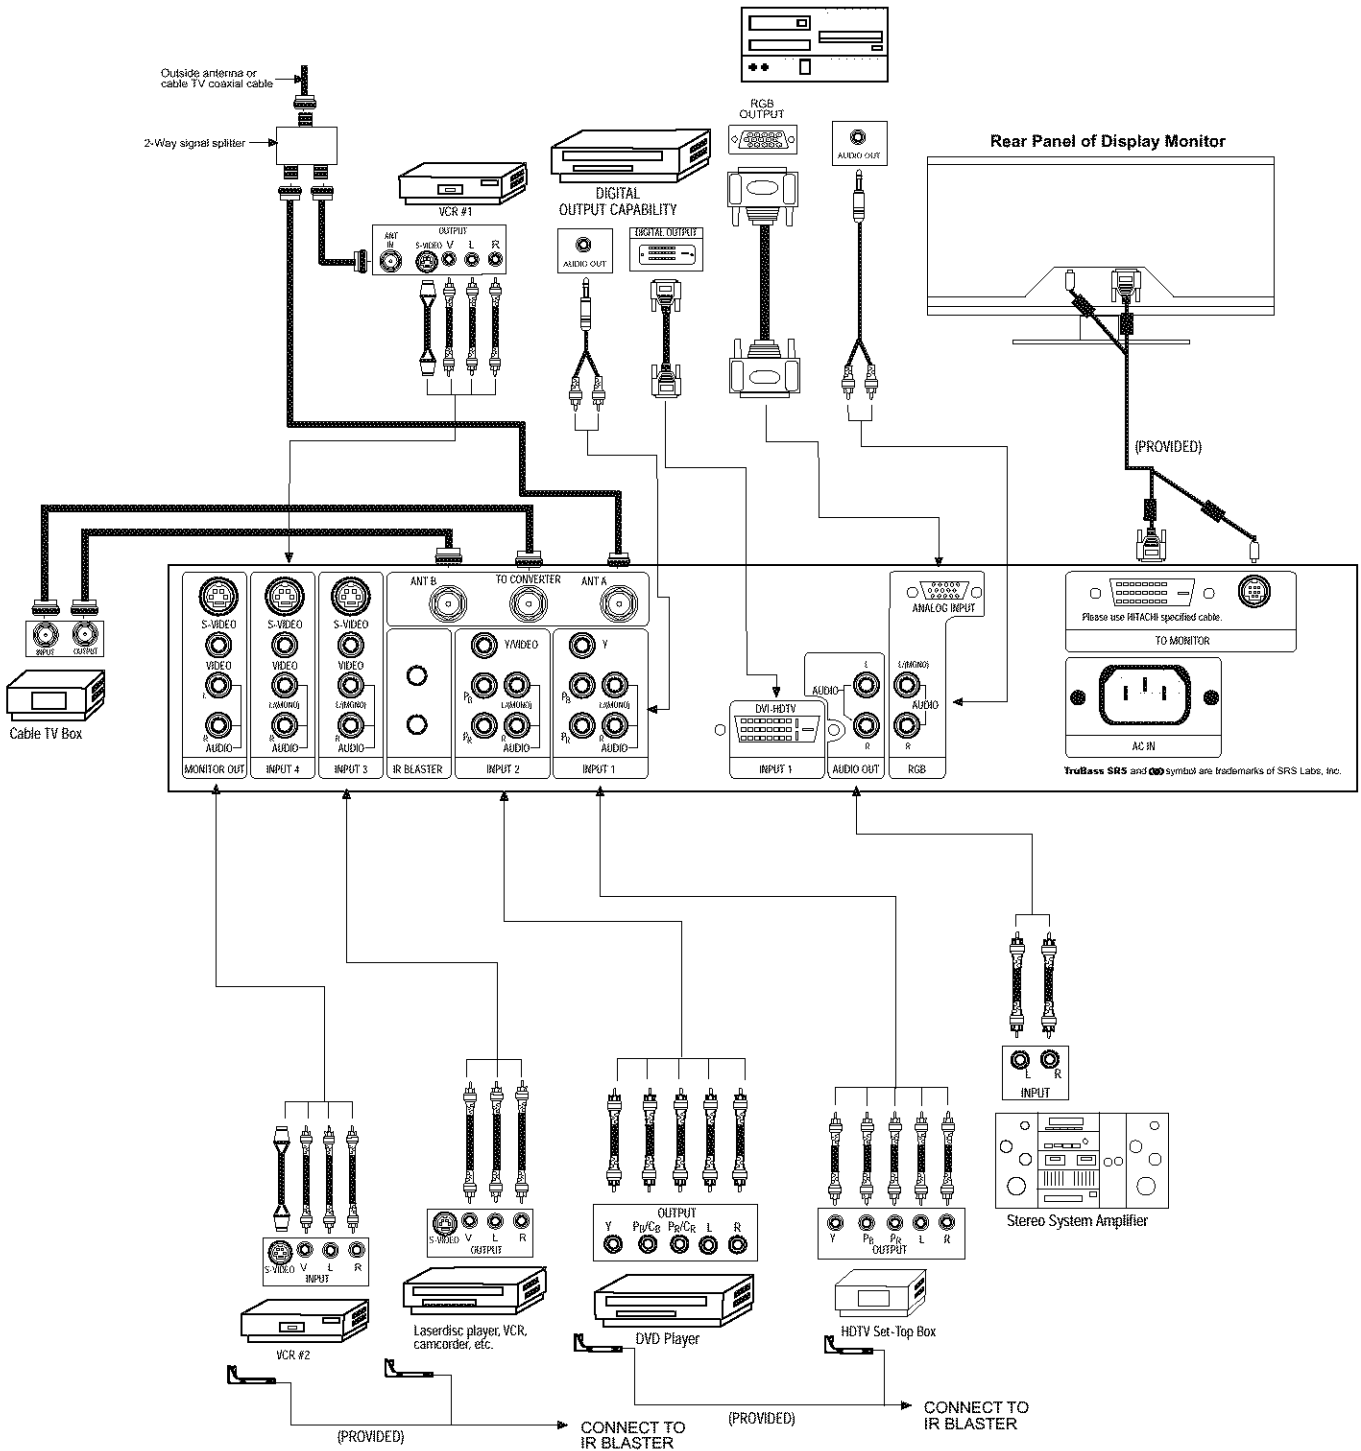 Outside antenna or
cable TV coaxial cable
2-Way signal splitter
VCR #1
ANT
IN
OUTPUT
S-VIDEO V L R
DIGITAL
OUTPUT CAPABILITY
AUDIO OUT
DIGITAL OUTPUT
RGB
OUTPUT
AUDIO OUT
Rear Panel of Display Monitor
(PROVIDED)
INPUT OUTPUT
Cable TV Box
S-VIDEO
VIDEO
L
R
AUDIO
MONITOR OUT
S-VIDEO
VIDEO
L/(MONO)
R
AUDIO
INPUT 4
S-VIDEO
VIDEO
L/(MONO)
R
AUDIO
INPUT 3
ANT B
TO CONVERTER
ANT A
IR BLASTER
Y/VIDEO
PB
L/(MONO)
PR
R
AUDIO
INPUT 2
Y
PB
L/(MONO)
PR
R
AUDIO
INPUT 1
DVI-HDTV
INPUT 1
L
AUDIO
R
AUDIO OUT
ANALOG INPUT
L/(MONO)
AUDIO
R
RGB
Please use HITACHI specified cable.
TO MONITOR
AC IN
TruBass SRS and symbol are trademarks of SRS Labs, Inc.
S-VIDEO V L R
INPUT
VCR #2
S-VIDEO V L R
OUTPUT
Laserdisc player, VCR,
camcorder, etc.
OUTPUT
Y PB/CB PR/CR L R
DVD Player
Y PB PR L R
OUTPUT
HDTV Set-Top Box
L R
INPUT
Stereo System Amplifier
(PROVIDED)
CONNECT TO
IR BLASTER
(PROVIDED)
CONNECT TO
IR BLASTER